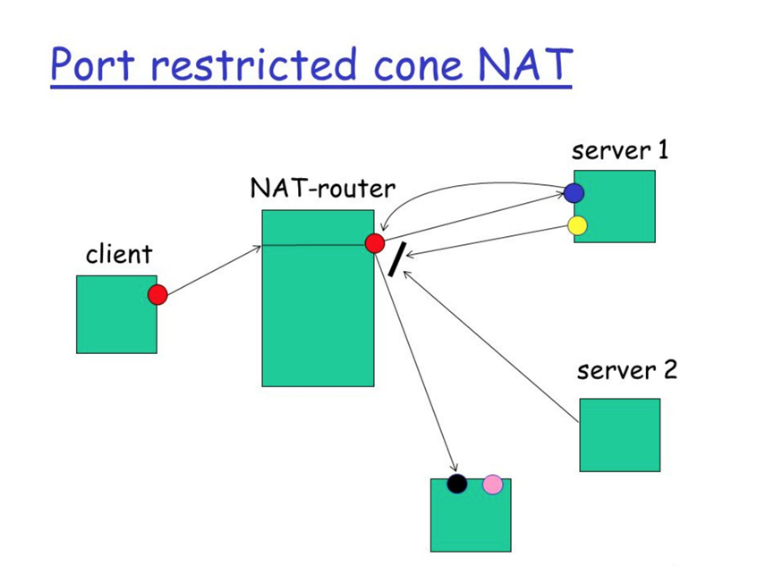 Port restricted cone NAT
server 1
NAT-router
client
server 2